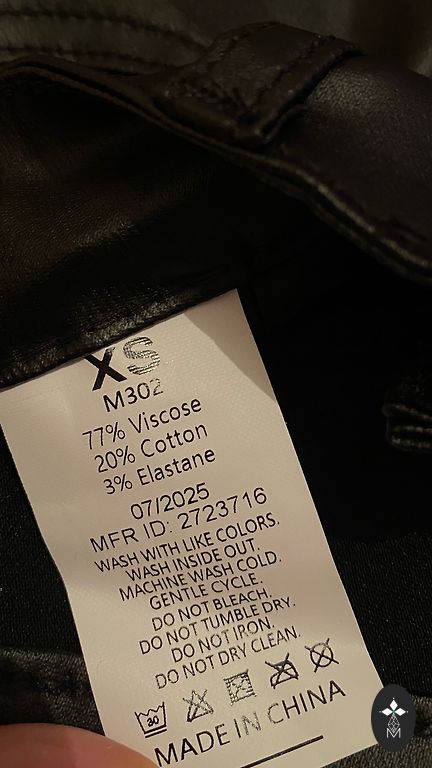 XS
M302
77% Viscose
20% Cotton
3% Elastane
07/2025
MFR ID: 2723716
WASH WITH LIKE COLORS.
WASH INSIDE OUT.
MACHINE WASH COLD.
GENTLE CYCLE.
DO NOT BLEACH.
DO NOT TUMBLE DRY.
DO NOT IRON.
DO NOT DRY CLEAN.
30
MADE IN CHINA
M